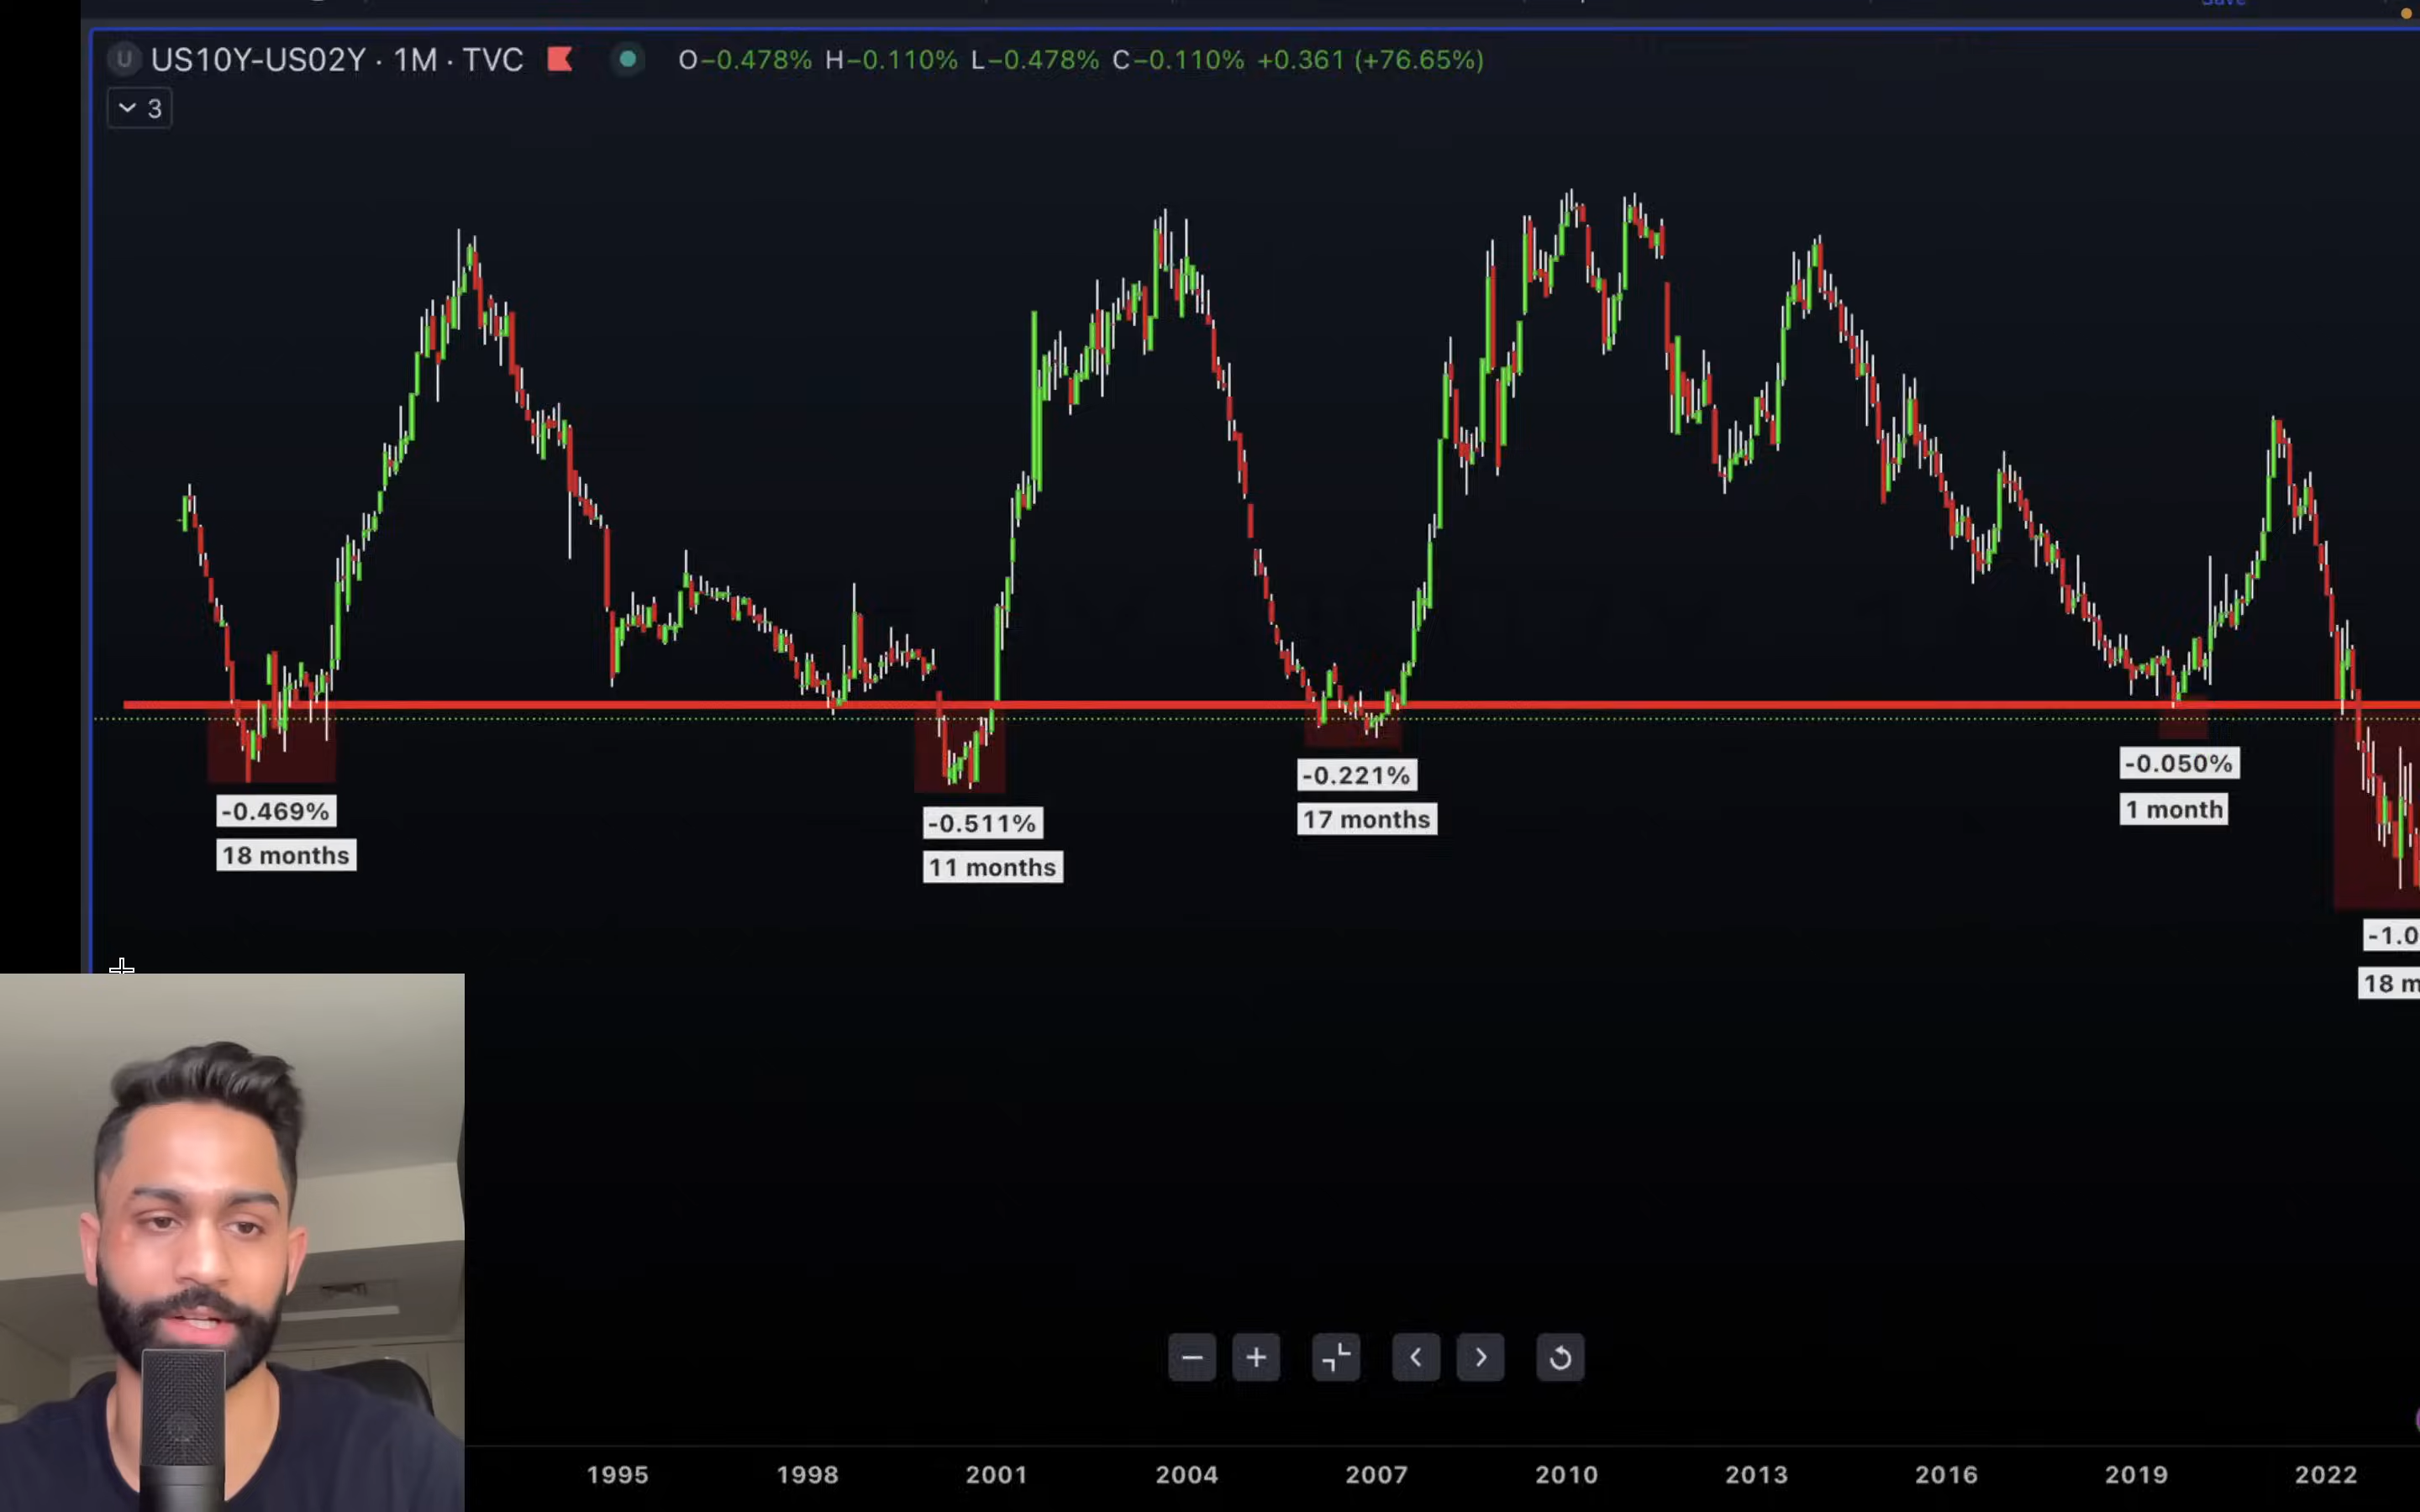 Save
U US10Y-US02Y · 1M · TVC O−0.478% H−0.110% L−0.478% C−0.110% +0.361 (+76.65%)
3
-0.469%
18 months
-0.511%
11 months
-0.221%
17 months
-0.050%
1 month
-1.0
18 m
1995 1998 2001 2004 2007 2010 2013 2016 2019 2022